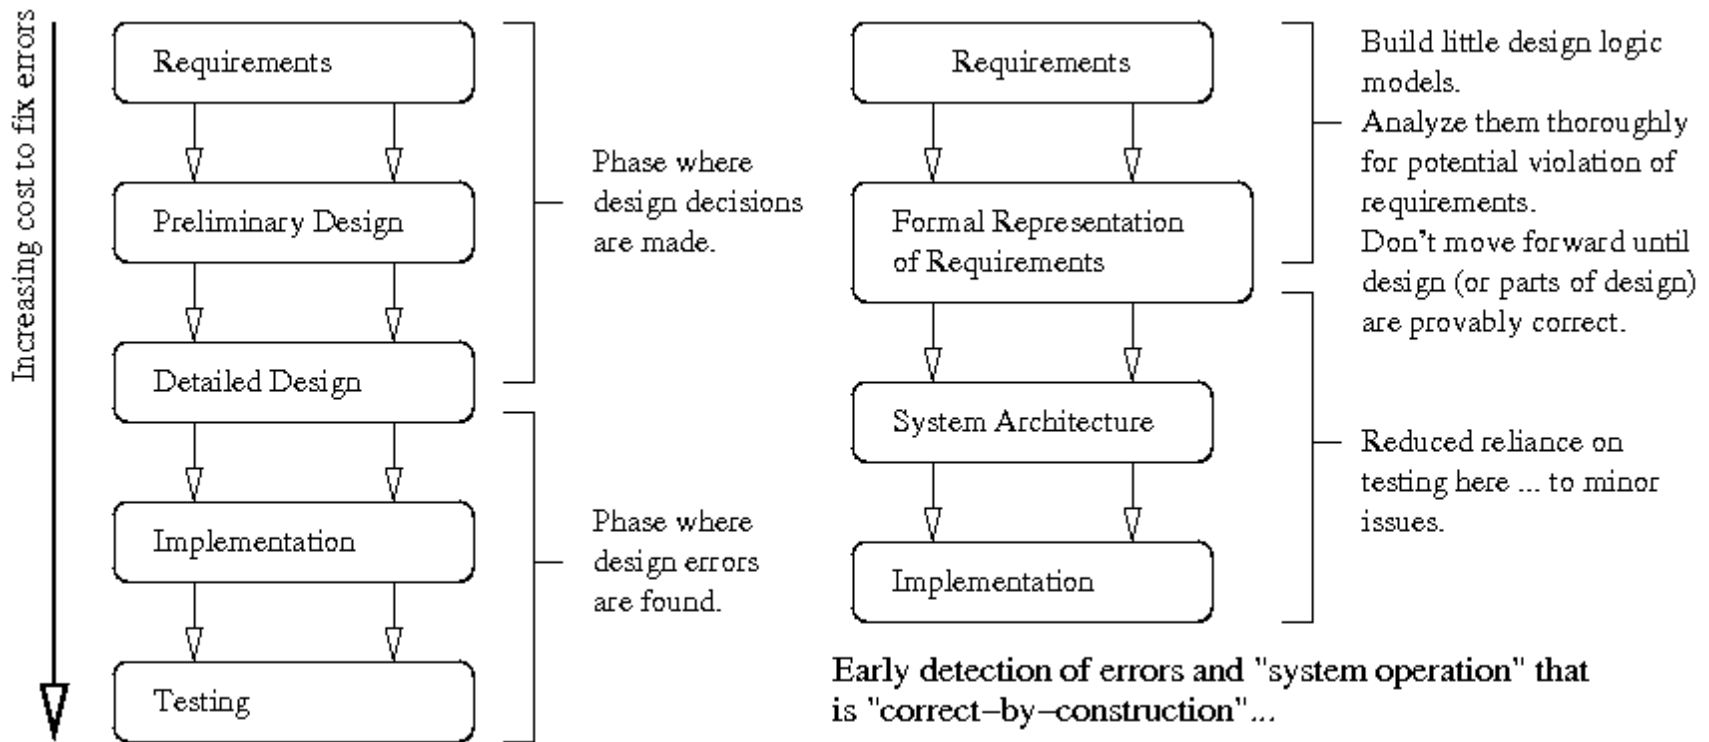 Increasing cost to fix errors
Requirements
Preliminary Design
Detailed Design
Implementation
Testing
Phase where
design decisions
are made.
Phase where
design errors
are found.
Requirements
Formal Representation
of Requirements
System Architecture
Implementation
Build little design logic
models.
Analyze them thoroughly
for potential violation of
requirements.
Don't move forward until
design (or parts of design)
are provably correct.
Reduced reliance on
testing here ... to minor
issues.
Early detection of errors and "system operation" that
is "correct-by-construction"...